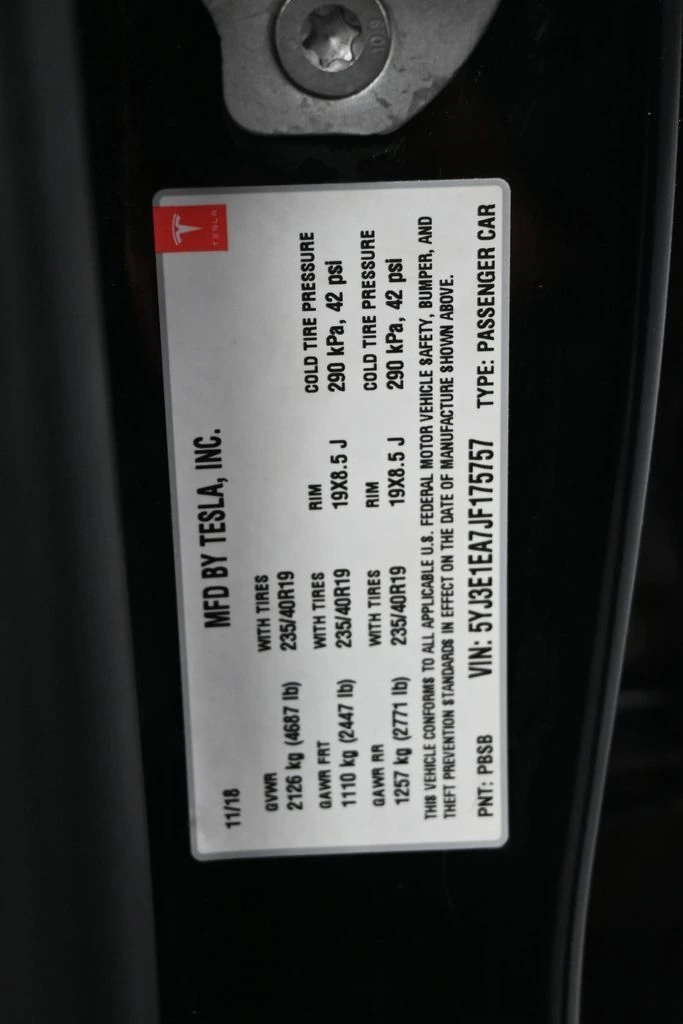 TESLA
MFD BY TESLA, INC.
11/18
GVWR WITH TIRES
2126 kg (4687 lb) 235/40R19
GAWR FRT WITH TIRES RIM COLD TIRE PRESSURE
1110 kg (2447 lb) 235/40R19 19X8.5 J 290 kPa, 42 psi
GAWR RR WITH TIRES RIM COLD TIRE PRESSURE
1257 kg (2771 lb) 235/40R19 19X8.5 J 290 kPa, 42 psi
THIS VEHICLE CONFORMS TO ALL APPLICABLE U.S. FEDERAL MOTOR VEHICLE SAFETY, BUMPER, AND
THEFT PREVENTION STANDARDS IN EFFECT ON THE DATE OF MANUFACTURE SHOWN ABOVE.
PNT: PBSB VIN: 5YJ3E1EA7JF175757 TYPE: PASSENGER CAR
10.9